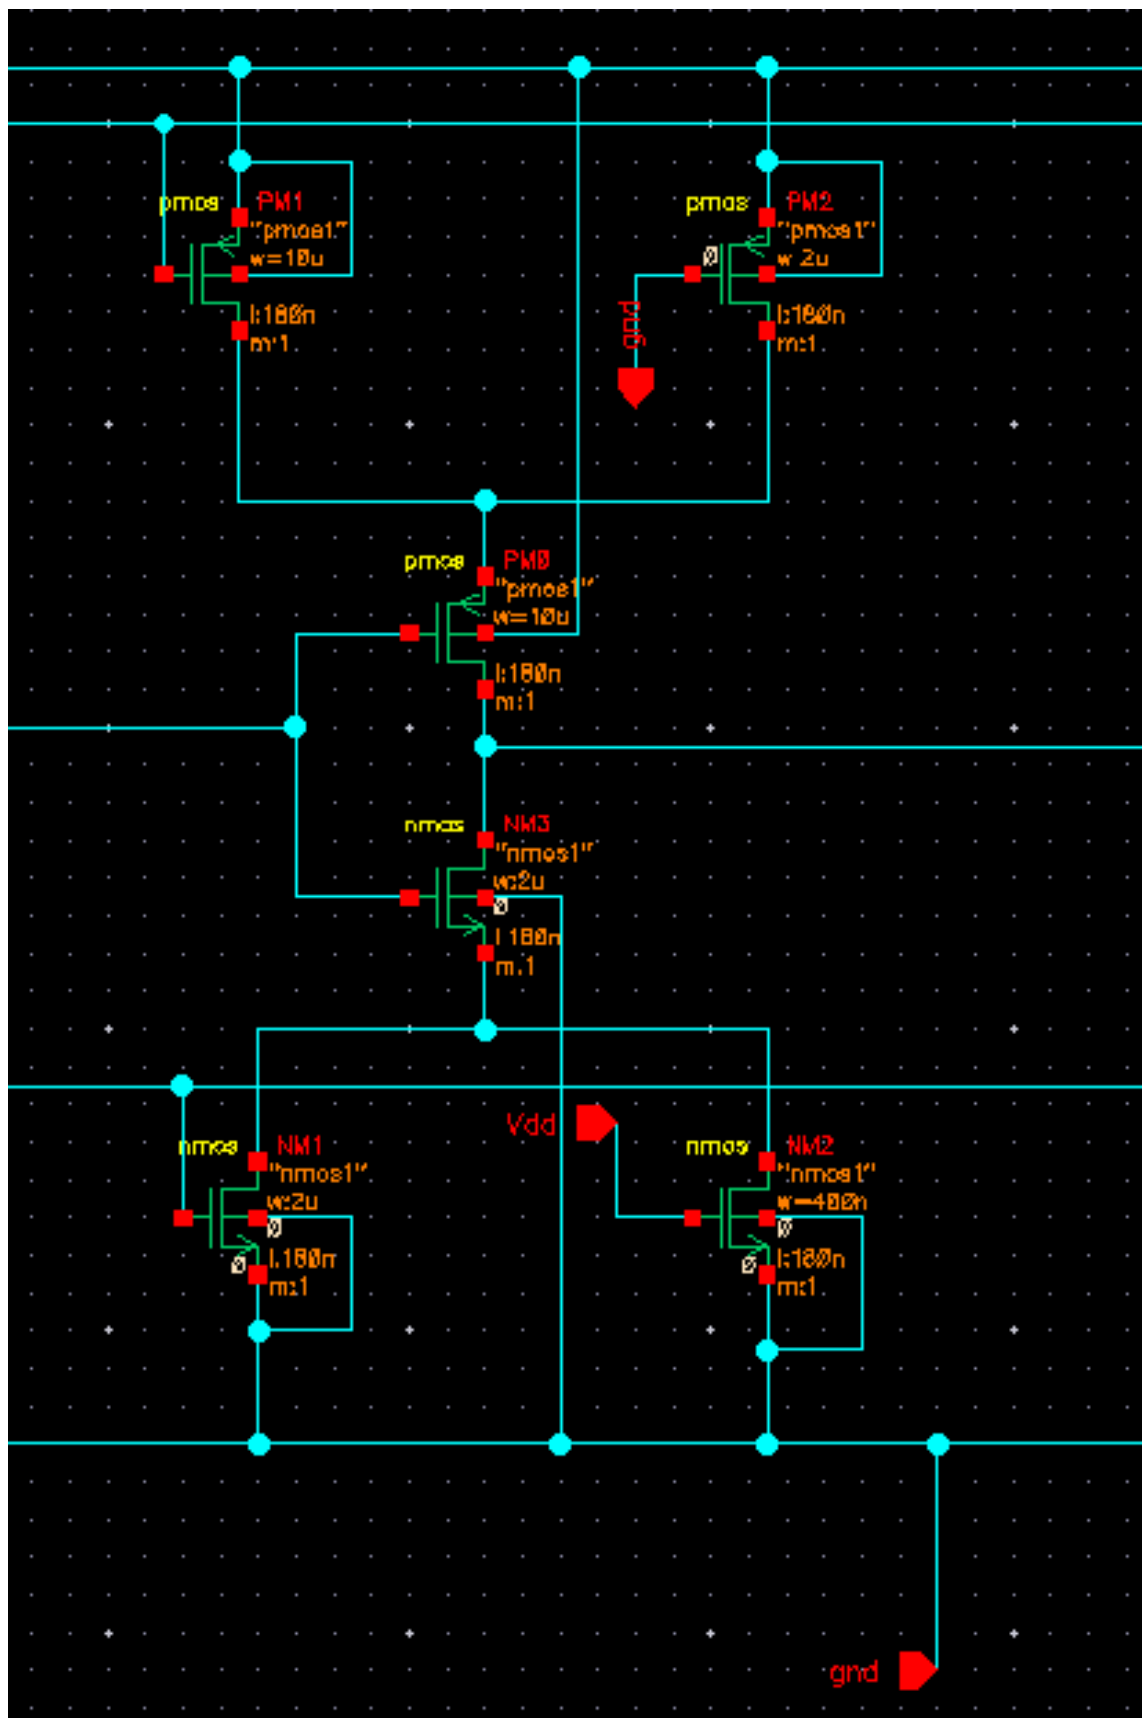 pmos PM1
"pmos1"
w=10u
l:180n
m:1
pmos PM2
"pmos1"
w 2u
0
l:180n
m:1
gnd
pmos PM0
"pmos1"
w=10u
l:180n
m:1
nmos NM3
"nmos1"
w:2u
0
l 180n
m:1
Vdd
nmos NM1
"nmos1"
w:2u
0
0
l:180n
m:1
nmos NM2
"nmos1"
w=400n
0
0
l:180n
m:1
gnd